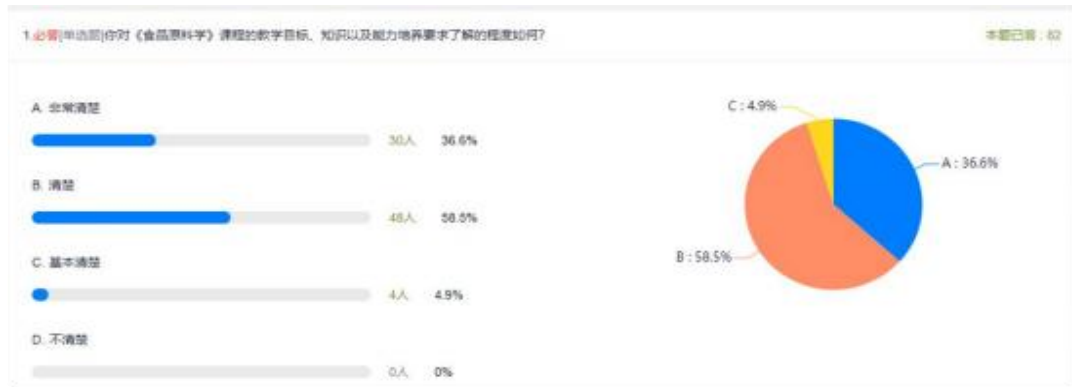 1.必答[单选题]你对《食品原料学》课程的教学目标、知识以及能力培养要求了解的程度如何?
本题已答:82
A. 非常清楚
30人 36.6%
B. 清楚
48人 58.5%
C. 基本清楚
4人 4.9%
D. 不清楚
0人 0%
C : 4.9%
A : 36.6%
B : 58.5%